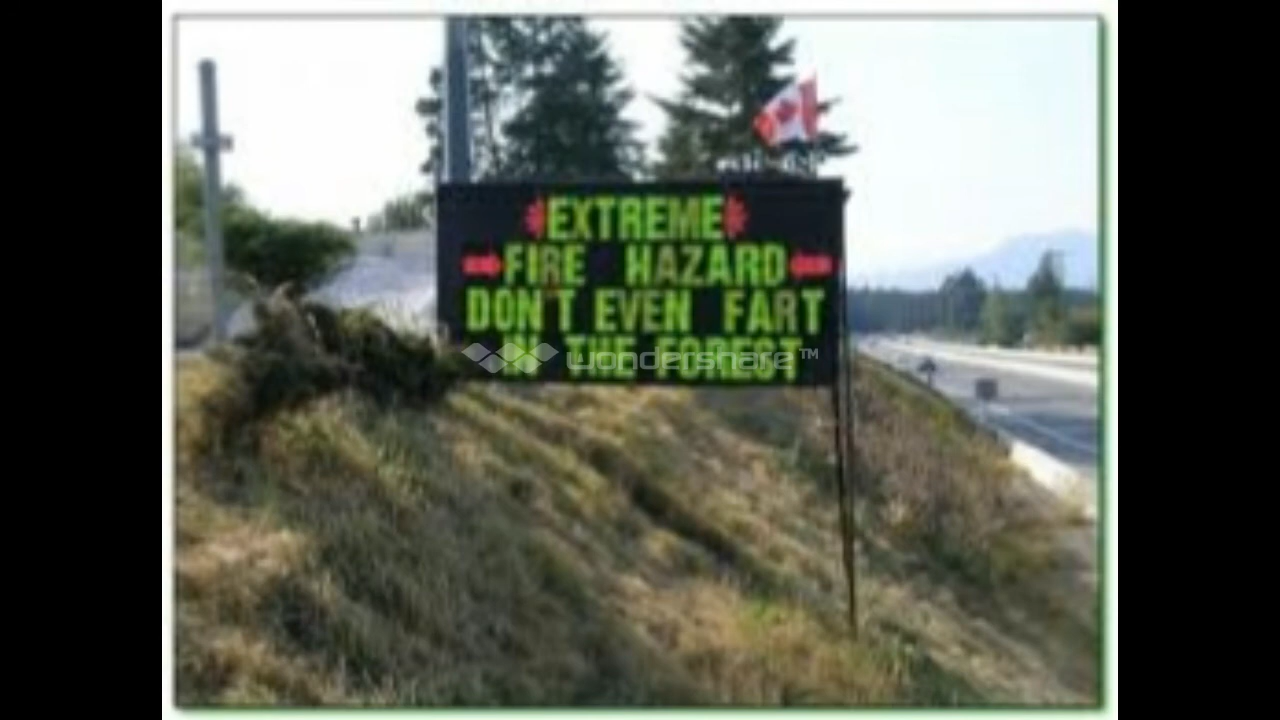 EXTREME
FIRE HAZARD
DON'T EVEN FART
IN THE FOREST
wondershare™